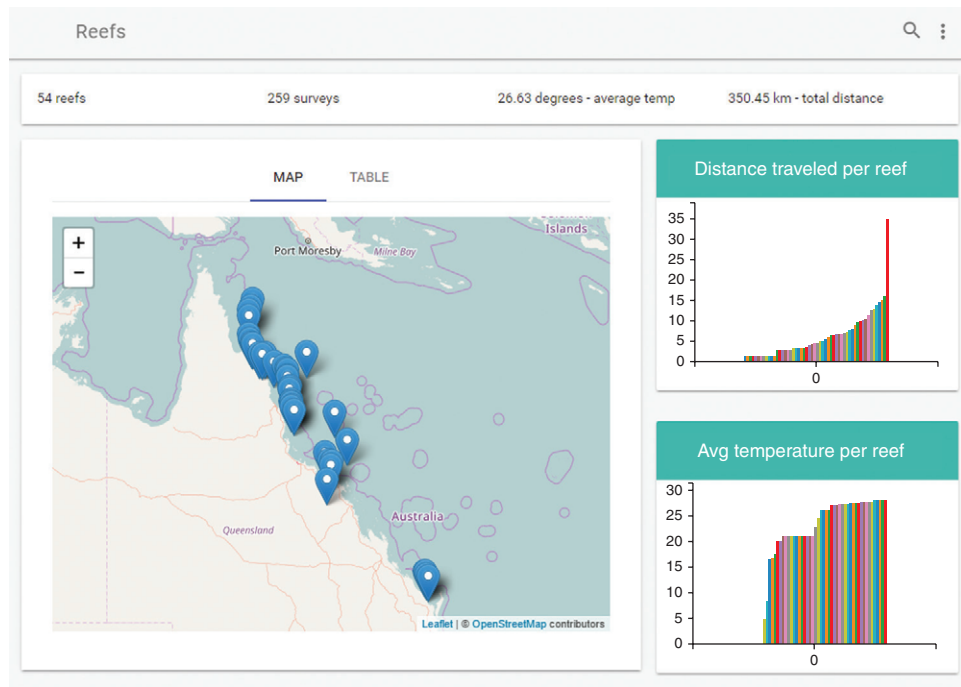 Reefs
54 reefs
259 surveys
26.63 degrees - average temp
350.45 km - total distance
MAP
TABLE
+
−
Islands
Port Moresby
Milne Bay
Queensland
Australia
Leaflet | © OpenStreetMap contributors
Distance traveled per reef
35
30
25
20
15
10
5
0
0
Avg temperature per reef
30
25
20
15
10
5
0
0